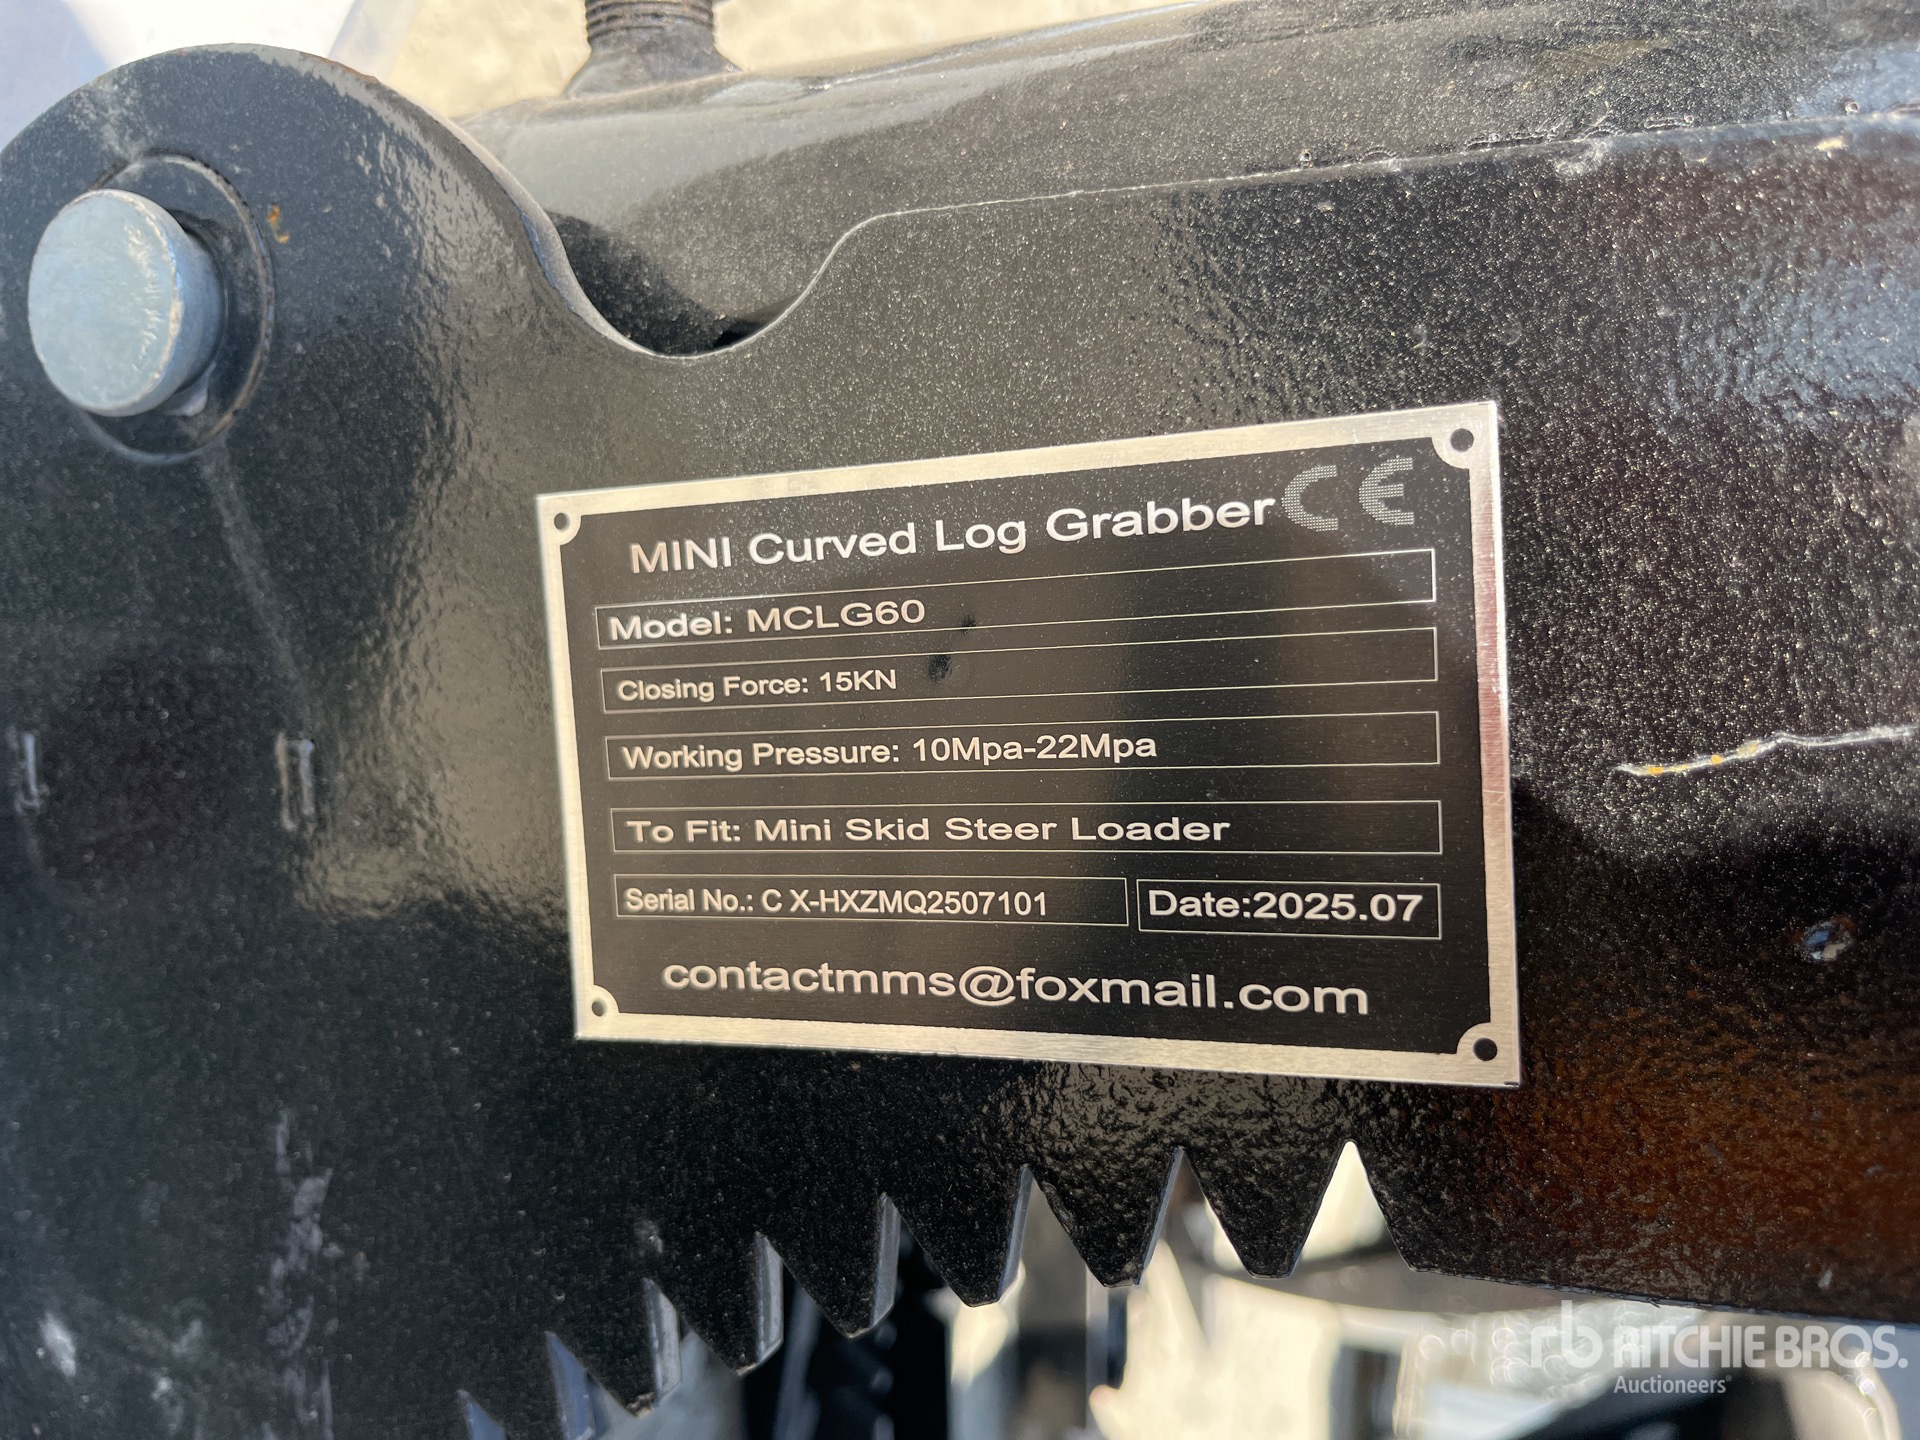 MINI Curved Log Grabber CE
Model: MCLG60
Closing Force: 15KN
Working Pressure: 10Mpa-22Mpa
To Fit: Mini Skid Steer Loader
Serial No.: C X-HXZMQ2507101 Date:2025.07
contactmms@foxmail.com
rb RITCHIE BROS.
Auctioneers